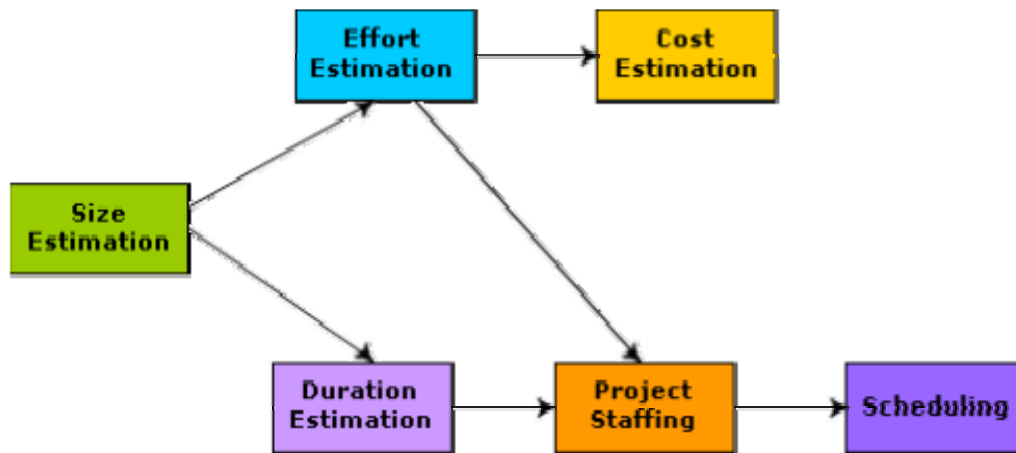 Effort
Estimation
Cost
Estimation
Size
Estimation
Duration
Estimation
Project
Staffing
Scheduling